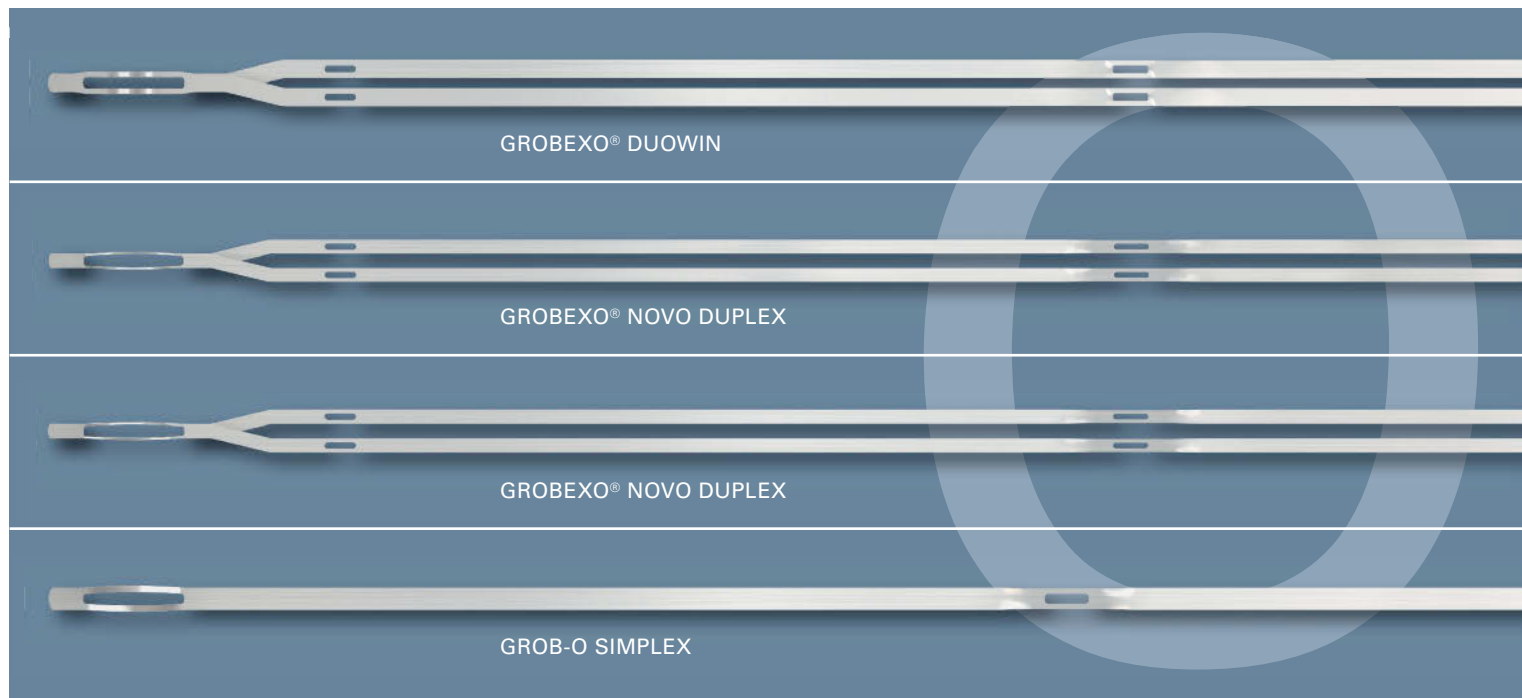 GROBEXO® DUOWIN
GROBEXO® NOVO DUPLEX
GROBEXO® NOVO DUPLEX
GROB-O SIMPLEX
O